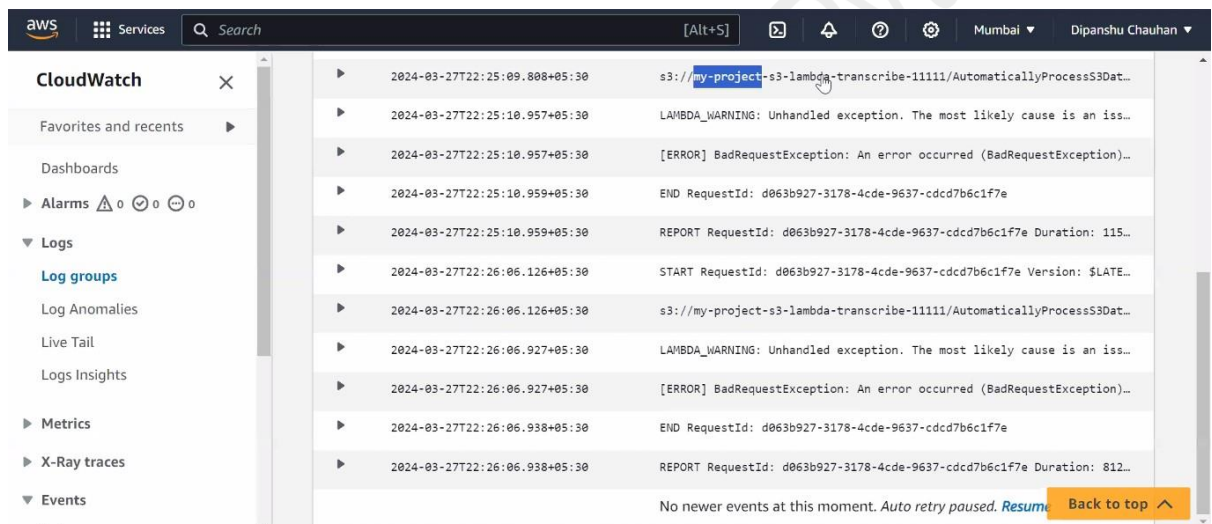 aws Services Search [Alt+S] Mumbai ▼ Dipanshu Chauhan ▼
CloudWatch
Favorites and recents
Dashboards
Alarms 0 0 0
Logs
Log groups
Log Anomalies
Live Tail
Logs Insights
Metrics
X-Ray traces
Events
2024-03-27T22:25:09.808+05:30 s3://my-project-s3-lambda-transcribe-11111/AutomaticallyProcessS3Dat…
2024-03-27T22:25:10.957+05:30 LAMBDA_WARNING: Unhandled exception. The most likely cause is an iss…
2024-03-27T22:25:10.957+05:30 [ERROR] BadRequestException: An error occurred (BadRequestException)…
2024-03-27T22:25:10.959+05:30 END RequestId: d063b927-3178-4cde-9637-cdcd7b6c1f7e
2024-03-27T22:25:10.959+05:30 REPORT RequestId: d063b927-3178-4cde-9637-cdcd7b6c1f7e Duration: 115…
2024-03-27T22:26:06.126+05:30 START RequestId: d063b927-3178-4cde-9637-cdcd7b6c1f7e Version: $LATE…
2024-03-27T22:26:06.126+05:30 s3://my-project-s3-lambda-transcribe-11111/AutomaticallyProcessS3Dat…
2024-03-27T22:26:06.927+05:30 LAMBDA_WARNING: Unhandled exception. The most likely cause is an iss…
2024-03-27T22:26:06.927+05:30 [ERROR] BadRequestException: An error occurred (BadRequestException)…
2024-03-27T22:26:06.938+05:30 END RequestId: d063b927-3178-4cde-9637-cdcd7b6c1f7e
2024-03-27T22:26:06.938+05:30 REPORT RequestId: d063b927-3178-4cde-9637-cdcd7b6c1f7e Duration: 812…
No newer events at this moment. Auto retry paused. Resume
Back to top